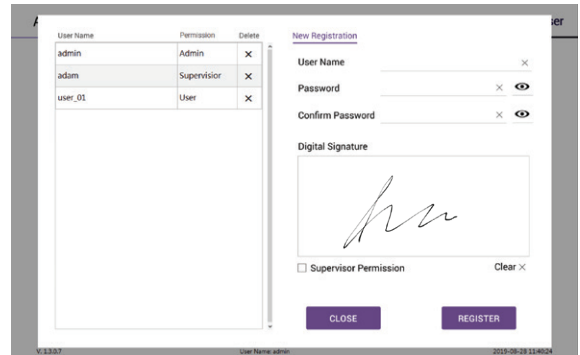 User Name Permission Delete
admin Admin ×
adam Supervisior ×
user_01 User ×
New Registration
User Name ×
Password ×
Confirm Password ×
Digital Signature
Supervisor Permission Clear ×
CLOSE REGISTER
V. 1.3.0.7 User Name: admin 2015-08-28 11:40:24